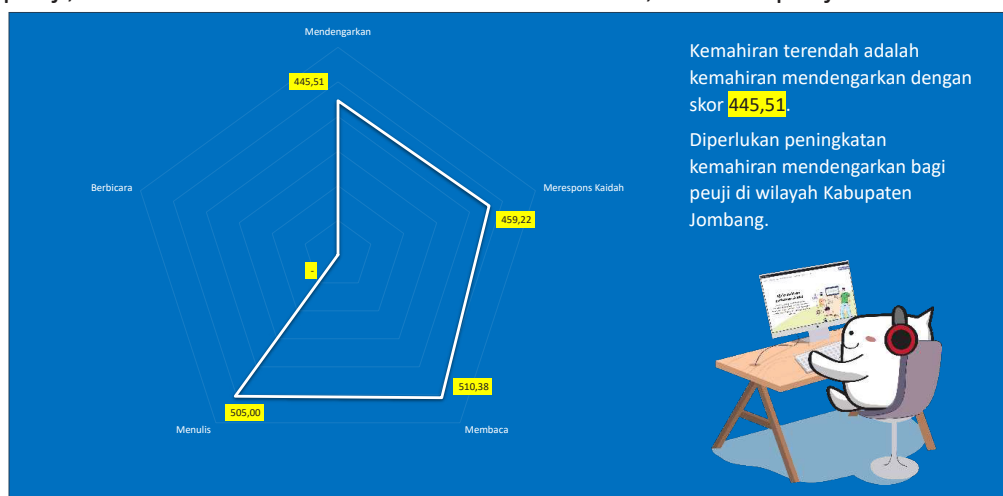 Mendengarkan
445,51
Berbicara
Merespons Kaidah
459,22
-
510,38
505,00
Menulis
Membaca
Kemahiran terendah adalah
kemahiran mendengarkan dengan
skor 445,51.
Diperlukan peningkatan
kemahiran mendengarkan bagi
peuji di wilayah Kabupaten
Jombang.